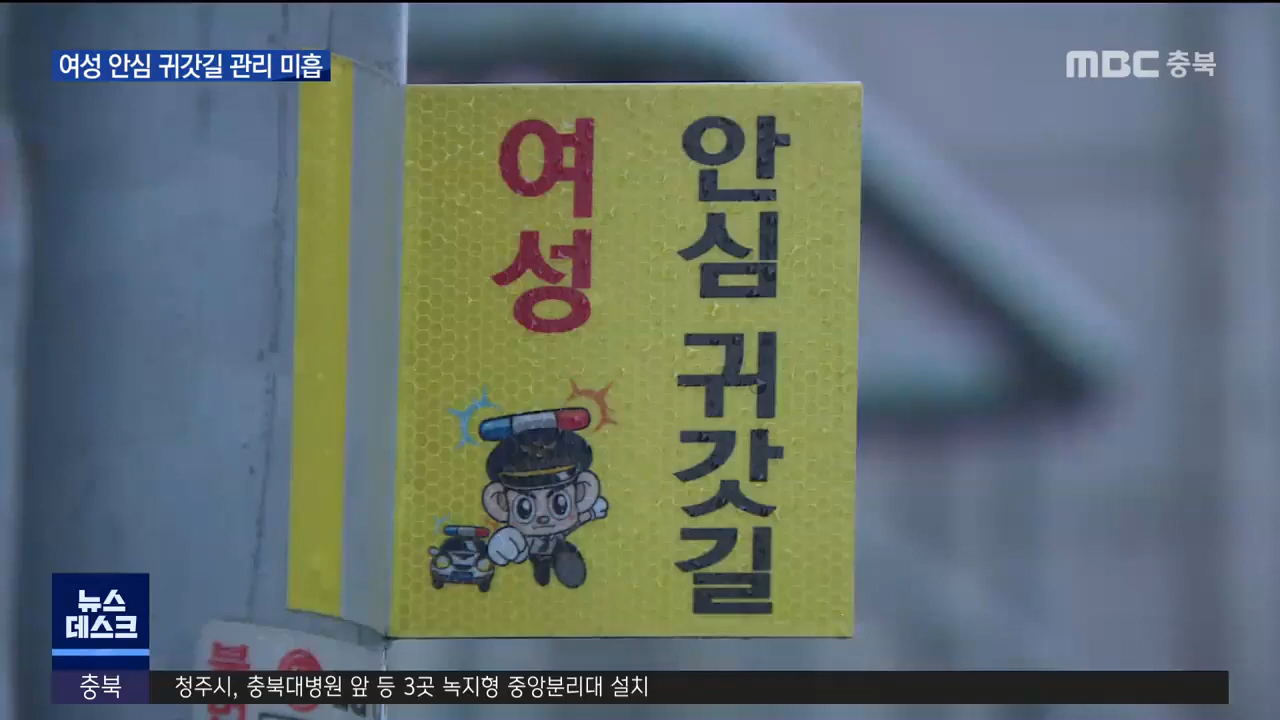 여성 안심 귀갓길 관리 미흡
MBC 충북
여성
안심 귀갓길
뉴스
데스크
충북
청주시, 충북대병원 앞 등 3곳 녹지형 중앙분리대 설치